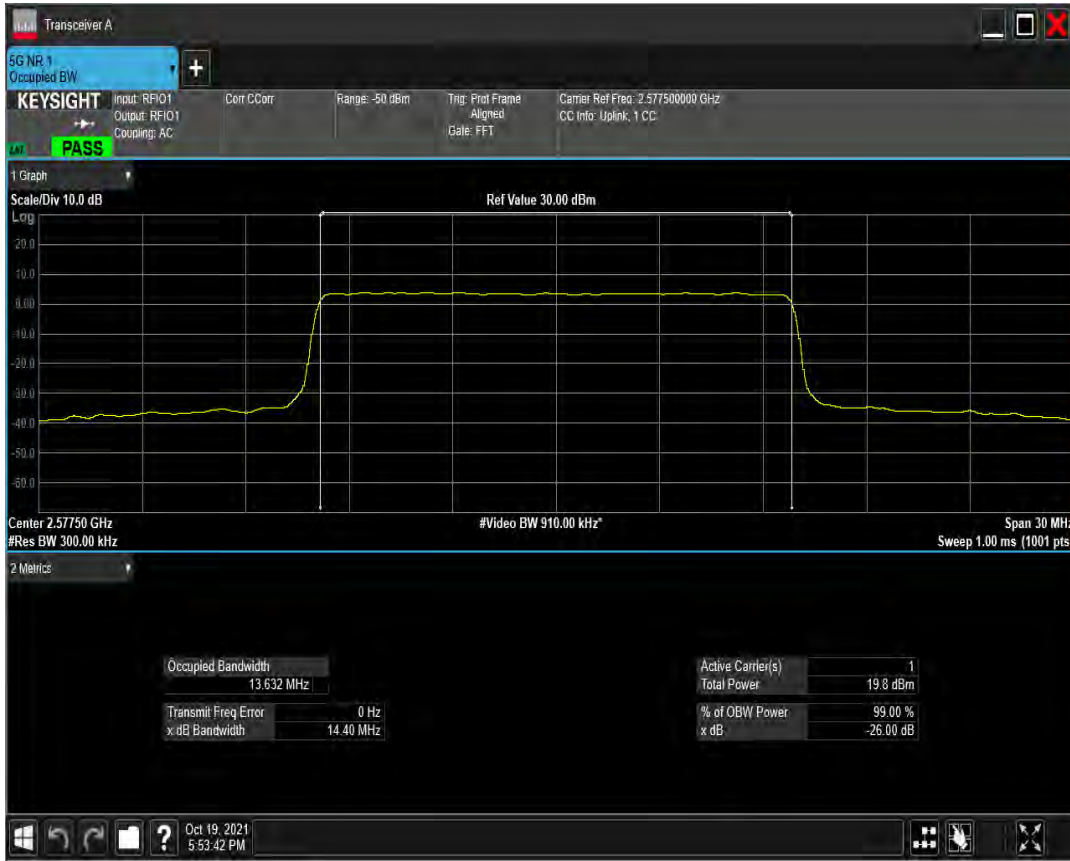 Transceiver A
5G NR 1
Occupied BW
+
KEYSIGHT
Input: RFIO1
Output: RFIO1
Coupling: AC
Corr CCorr
Range: -50 dBm
Trig: Prot Frame
Aligned
Gate: FFT
Carrier Ref Freq: 2.577500000 GHz
CC Info: Uplink, 1 CC
PASS
1 Graph
Scale/Div 10.0 dB
Ref Value 30.00 dBm
Log
20.0
10.0
0.00
-10.0
-20.0
-30.0
-40.0
-50.0
-60.0
Center 2.57750 GHz
#Video BW 910.00 kHz*
Span 30 MHz
#Res BW 300.00 kHz
Sweep 1.00 ms (1001 pts
2 Metrics
Occupied Bandwidth
13.632 MHz
Transmit Freq Error 0 Hz
x dB Bandwidth 14.40 MHz
Active Carrier(s) 1
Total Power 19.8 dBm
% of OBW Power 99.00 %
x dB -26.00 dB
?
Oct 19, 2021
5:53:42 PM